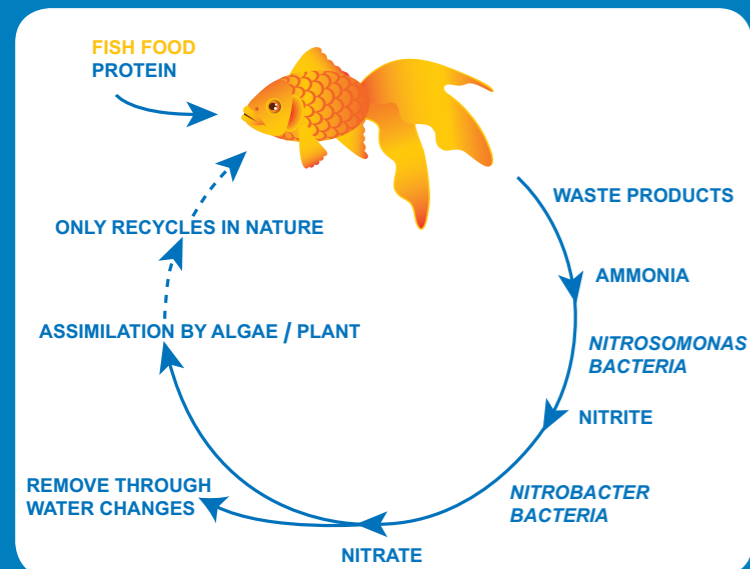 FISH FOOD
PROTEIN
WASTE PRODUCTS
AMMONIA
NITROSOMONAS
BACTERIA
NITRITE
NITROBACTER
BACTERIA
NITRATE
REMOVE THROUGH
WATER CHANGES
ASSIMILATION BY ALGAE / PLANT
ONLY RECYCLES IN NATURE